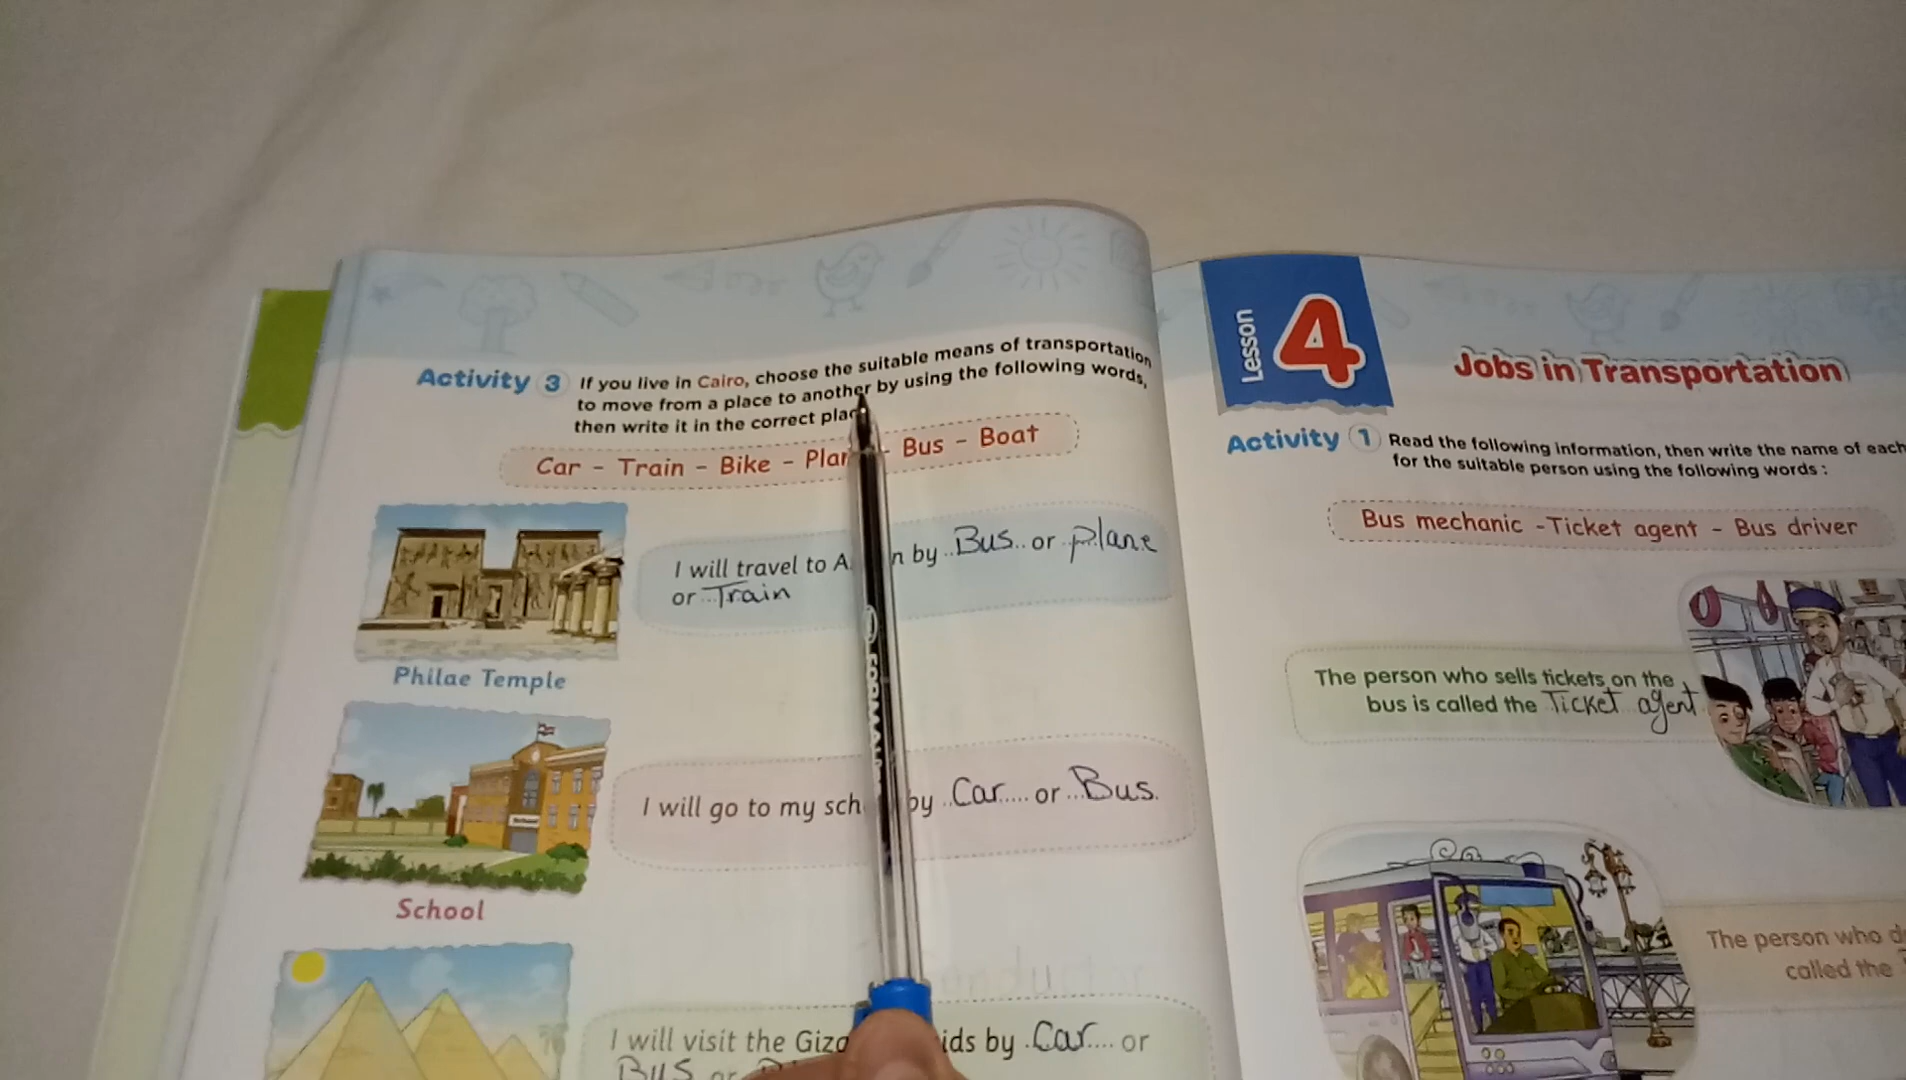 Activity 3 If you live in Cairo, choose the suitable means of transportation
to move from a place to another by using the following words,
then write it in the correct
Car - Train - Bike - - Bus - Boat
I will travel to by Bus or plane
or Train
Philae Temple
I will go to my by Car or Bus
School
School
I will visit the by Car or
Bus or
Lesson 4
Jobs in Transportation
Activity 1 Read the following information, then write the name of each
for the suitable person using the following words :
Bus mechanic - Ticket agent - Bus driver
The person who sells tickets on the
bus is called the Ticket agent
The person who
called the